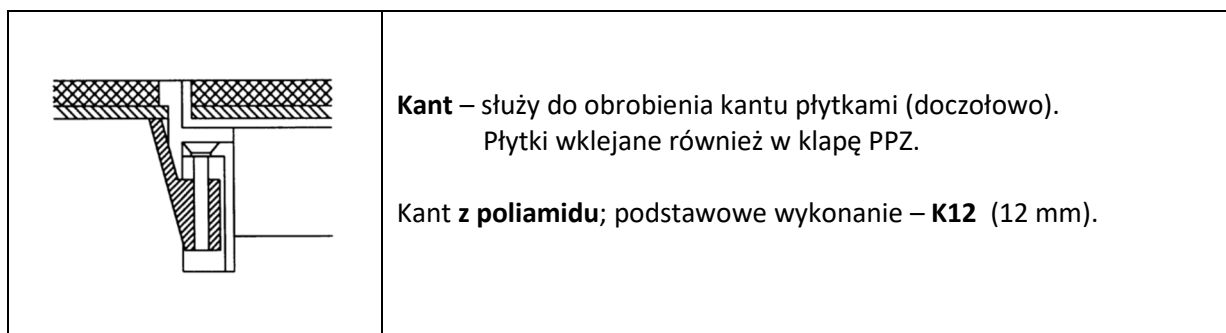 Kant – służy do obrobienia kantu płytkami (doczołowo).
Płytki wklejane również w klapę PPZ.
Kant z poliamidu; podstawowe wykonanie – K12 (12 mm).